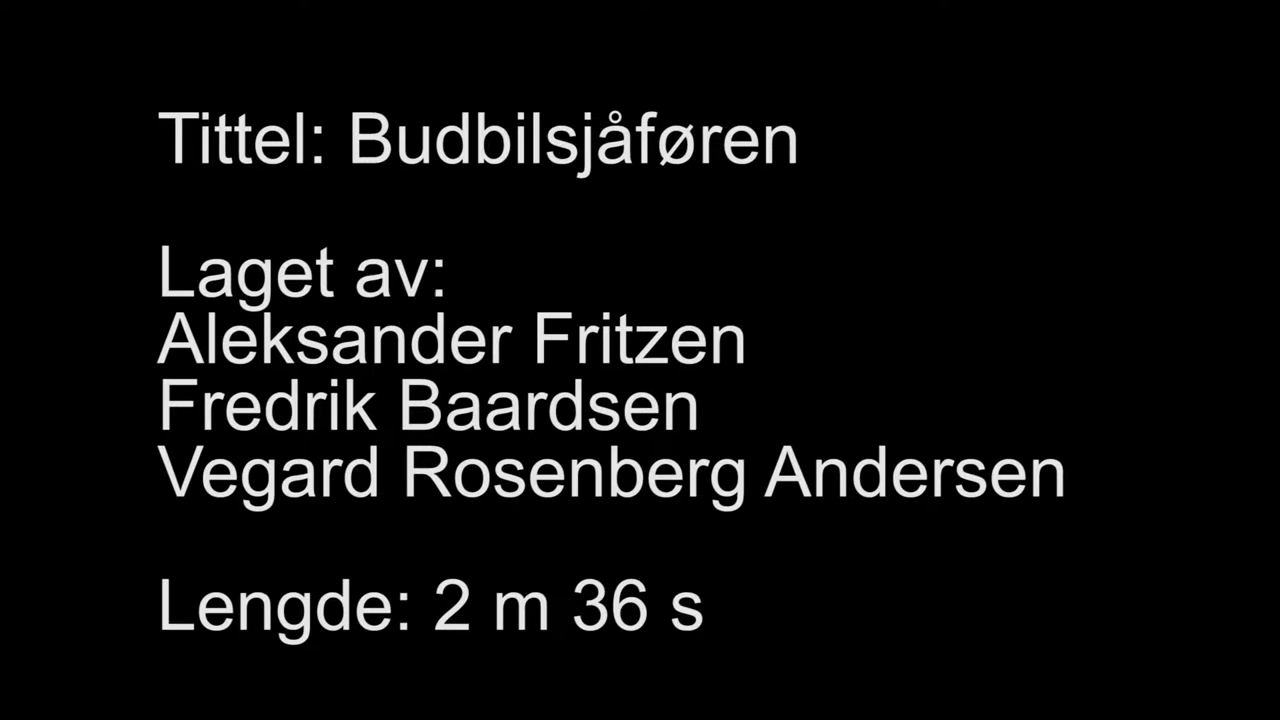 Tittel: Budbilsjåføren
Laget av:
Aleksander Fritzen
Fredrik Baardsen
Vegard Rosenberg Andersen
Lengde: 2 m 36 s